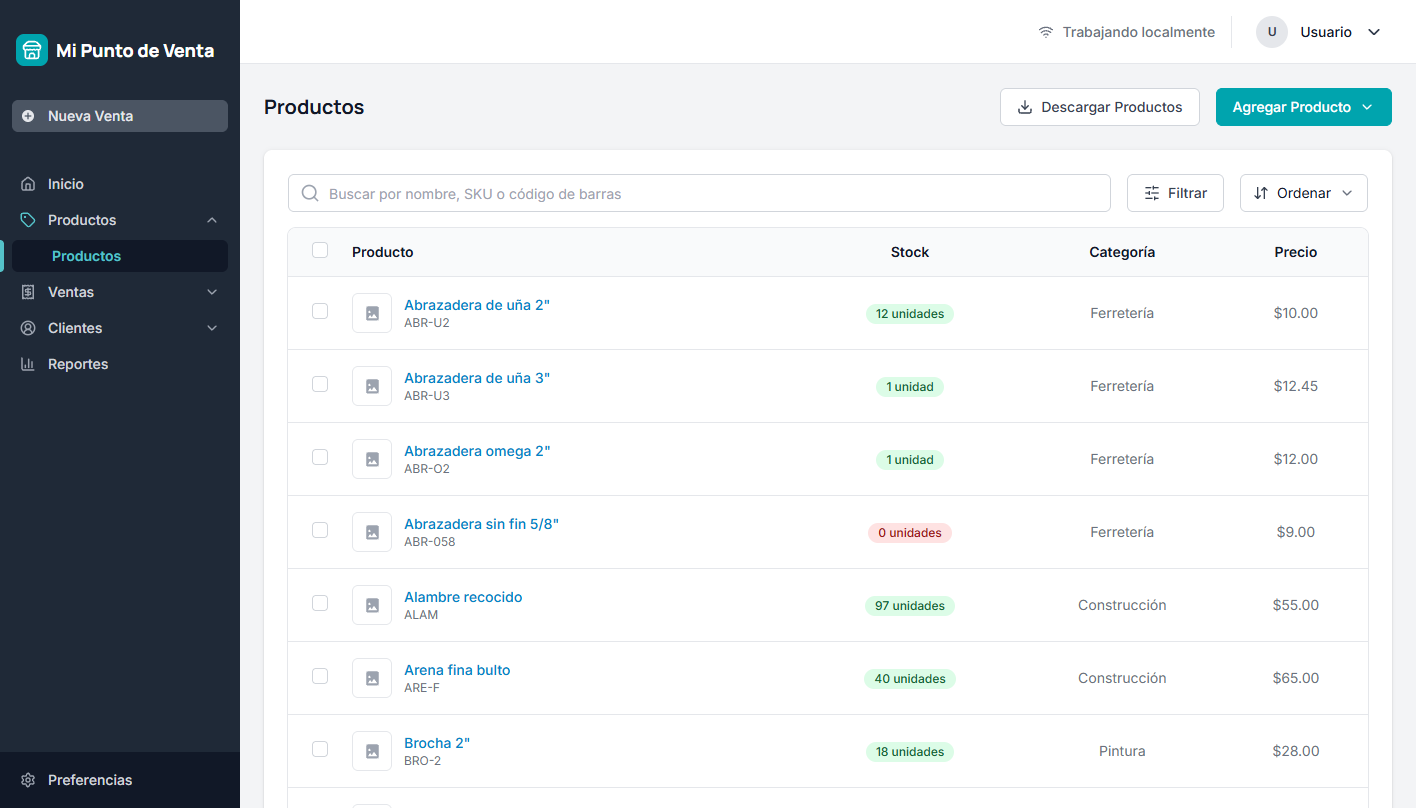 Mi Punto de Venta
Nueva Venta
Inicio
Productos
Productos
Ventas
Clientes
Reportes
Preferencias
Trabajando localmente
U
Usuario
Productos
Descargar Productos
Agregar Producto
Buscar por nombre, SKU o código de barras
Filtrar
Ordenar
Producto Stock Categoría Precio
Abrazadera de uña 2" 12 unidades Ferretería $10.00
ABR-U2
Abrazadera de uña 3" 1 unidad Ferretería $12.45
ABR-U3
Abrazadera omega 2" 1 unidad Ferretería $12.00
ABR-O2
Abrazadera sin fin 5/8" 0 unidades Ferretería $9.00
ABR-058
Alambre recocido 97 unidades Construcción $55.00
ALAM
Arena fina bulto 40 unidades Construcción $65.00
ARE-F
Brocha 2" 18 unidades Pintura $28.00
BRO-2